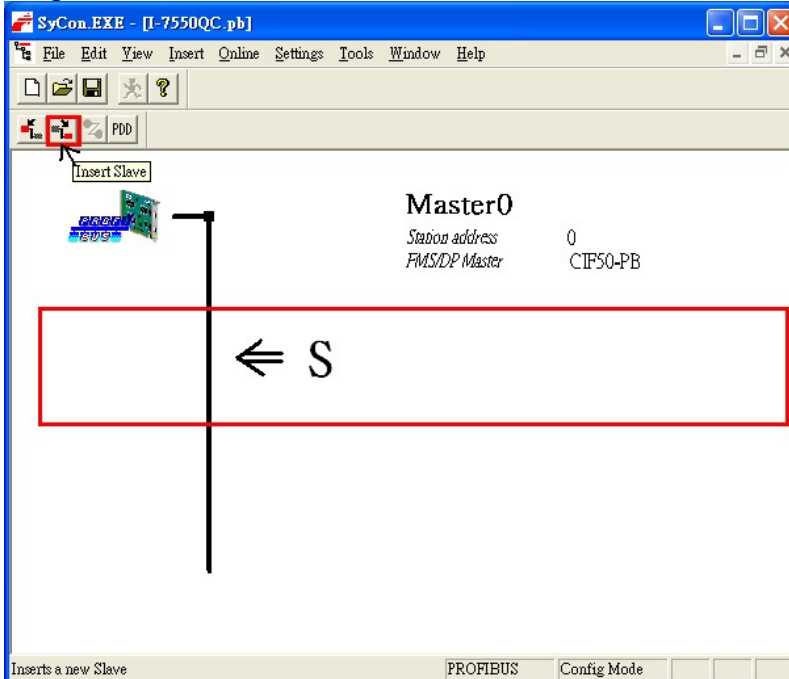 SyCon.EXE - [I-7550QC.pb]
File Edit View Insert Online Settings Tools Window Help
PDD
Insert Slave
Master0
Station address 0
FMS/DP Master CIF50-PB
⇐ S
Inserts a new Slave PROFIBUS Config Mode